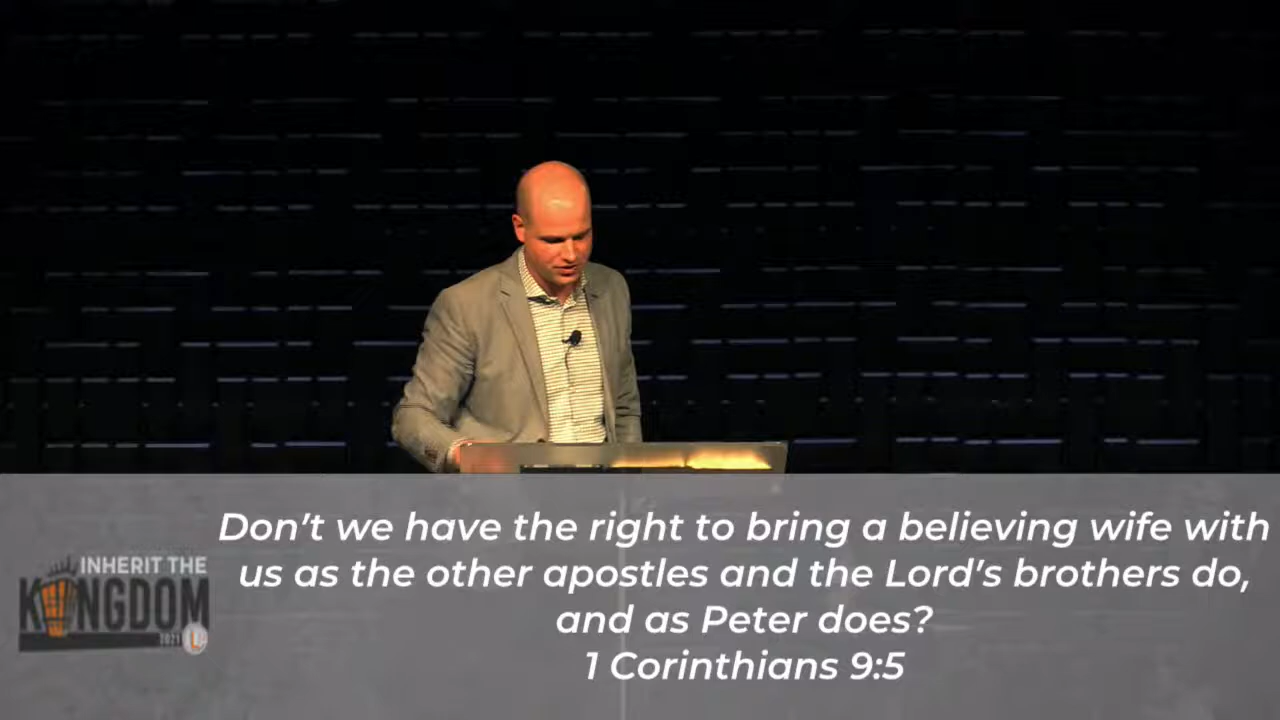 Don't we have the right to bring a believing wife with
us as the other apostles and the Lord's brothers do,
and as Peter does?
1 Corinthians 9:5
INHERIT THE
KINGDOM
2021